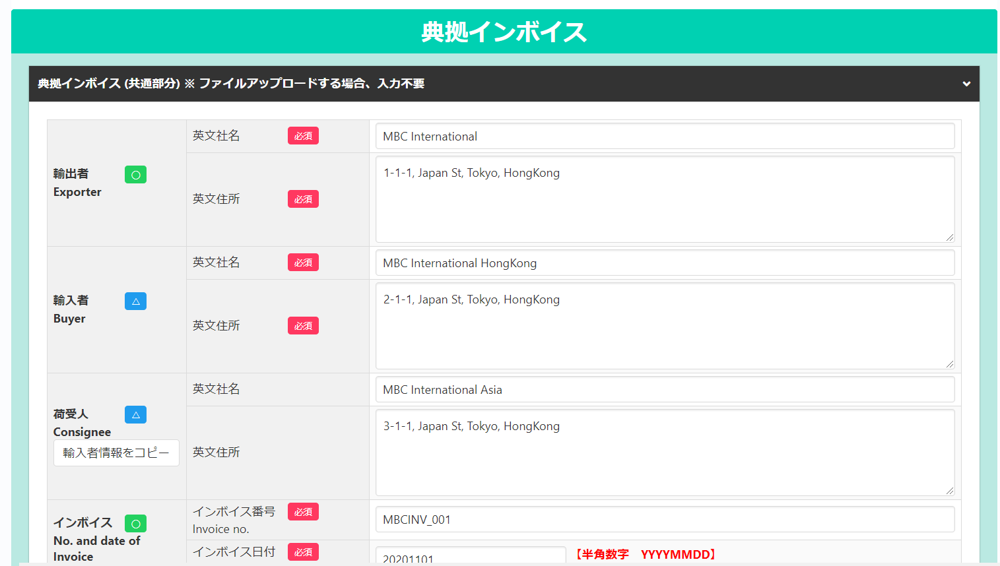 典拠インボイス
典拠インボイス (共通部分) ※ ファイルアップロードする場合、入力不要
輸出者 ○
Exporter
英文社名 必須 MBC International
英文住所 必須 1-1-1, Japan St, Tokyo, HongKong
輸入者 △
Buyer
英文社名 必須 MBC International HongKong
英文住所 必須 2-1-1, Japan St, Tokyo, HongKong
荷受人 △
Consignee
輸入者情報をコピー
英文社名 MBC International Asia
英文住所 3-1-1, Japan St, Tokyo, HongKong
インボイス ○
No. and date of
Invoice
インボイス番号 必須 MBCINV_001
Invoice no.
インボイス日付 必須 20201101 【半角数字　YYYYMMDD】